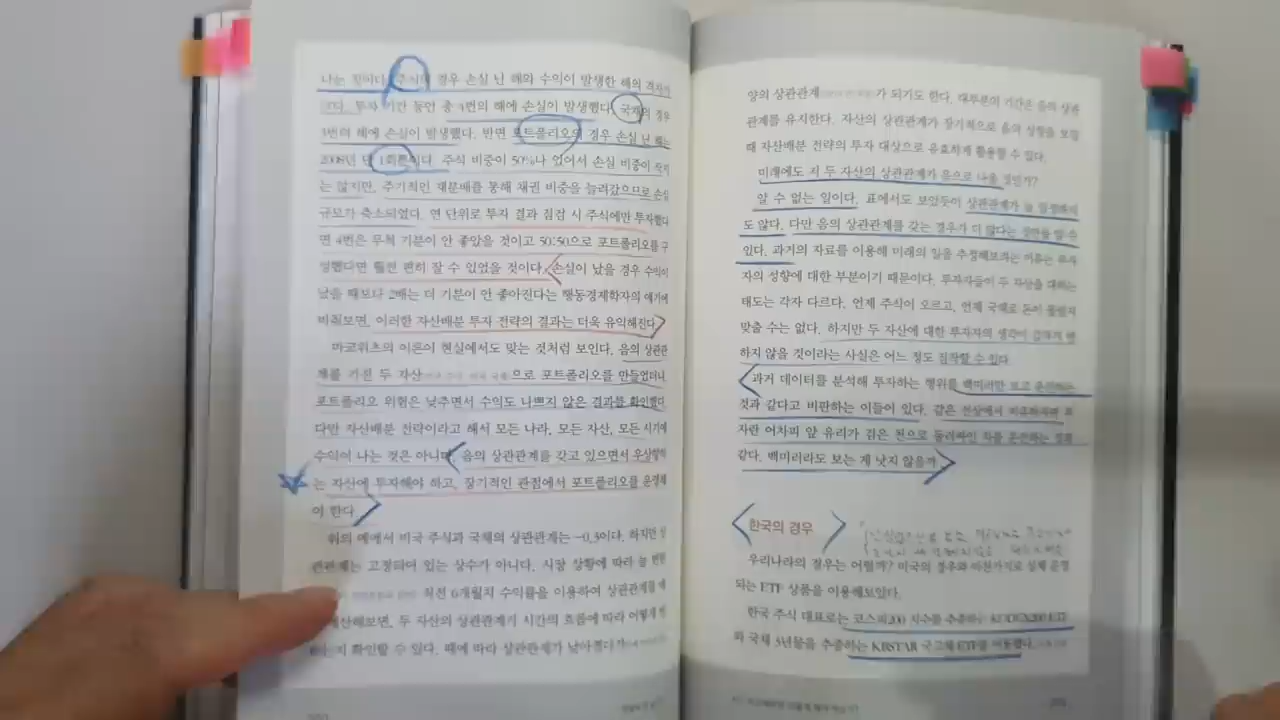 경우 손실 난 해와 수익이 발생한 해의
투자 기간 동안 총 4번의 해에 손실이 발생했다. 국채의 경우
3번의 해에 손실이 발생했다. 반면 포트폴리오의 경우 손실 난 해는
2008년 단 1회뿐이다. 주식 비중이 50%나 있어서 손실 비중이 작지
는 않지만, 주기적인 재분배를 통해 채권 비중을 늘려갔으므로 손실
규모가 축소되었다. 연 단위로 투자 결과 점검 시 주식에만 투자했다
면 4번은 무척 기분이 안 좋았을 것이고 50:50으로 포트폴리오를 구
성했다면 훨씬 편히 잘 수 있었을 것이다. 손실이 났을 경우 수익이
났을 때보다 2배는 더 기분이 안 좋아진다는 행동경제학자의 얘기에
비춰보면, 이러한 자산배분 투자 전략의 결과는 더욱 유익해진다.
마코위츠의 이론이 현실에서도 맞는 것처럼 보인다. 음의 상관관
계를 가진 두 자산 으로 포트폴리오를 만들었더니
포트폴리오 위험은 낮추면서 수익도 나쁘지 않은 결과를 확인했다.
다만 자산배분 전략이라고 해서 모든 나라, 모든 자산, 모든 시기에
수익이 나는 것은 아니며, 음의 상관관계를 갖고 있으면서 우상향하
는 자산에 투자해야 하고, 장기적인 관점에서 포트폴리오를 운영해
야 한다.
위의 예에서 미국 주식과 국채의 상관관계는 하지만 상
관관계는 고정되어 있는 상수가 아니다. 시장 상황에 따라 늘 변한
직전 6개월치 수익률을 이용하여 상관관계를
계산해보면, 두 자산의 상관관계가 시간의 흐름에 따라 어떻게 변
하는지 확인할 수 있다. 때에 따라 상관관계가 낮아졌다가
양의 상관관계 가 되기도 한다. 대부분의 기간은 음의 상관
관계를 유지한다. 자산의 상관관계가 장기적으로 음의 성향을 보일
때 자산배분 전략의 투자 대상으로 유효하게 활용할 수 있다.
미래에도 저 두 자산의 상관관계가 음으로 나올 것인가?
알 수 없는 일이다. 표에서도 보았듯이 상관관계가 늘 일정하지
도 않다. 다만 음의 상관관계를 갖는 경우가 더 많다는 점만을 알 수
있다. 과거의 자료를 이용해 미래의 일을 추정해보려는 이유는 투자
자의 성향에 대한 부분이기 때문이다. 투자자들이 두 자산을 대하는
태도는 각자 다르다. 언제 주식이 오르고, 언제 국채로 돈이 몰릴지
맞출 수는 없다. 하지만 두 자산에 대한 투자자의 생각이 급하게 변
하지 않을 것이라는 사실은 어느 정도 짐작할 수 있다.
과거 데이터를 분석해 투자하는 행위를 백미러만 보고 운전하는
것과 같다고 비판하는 이들이 있다. 같은 선상에서 비유하자면 투
자란 어차피 앞 유리가 검은 천으로 둘러싸인 차를 운전하는 것과
같다. 백미러라도 보는 게 낫지 않을까.
한국의 경우
우리나라의 경우는 어떨까? 미국의 경우와 마찬가지로 실제 운영
되는 ETF 상품을 이용해보았다.
한국 주식 대표로는 코스피200 지수를 추종하는 KODEX200 ETF
와 국채 3년물을 추종하는 KBSTAR 국고채 ETF를 이용했다.